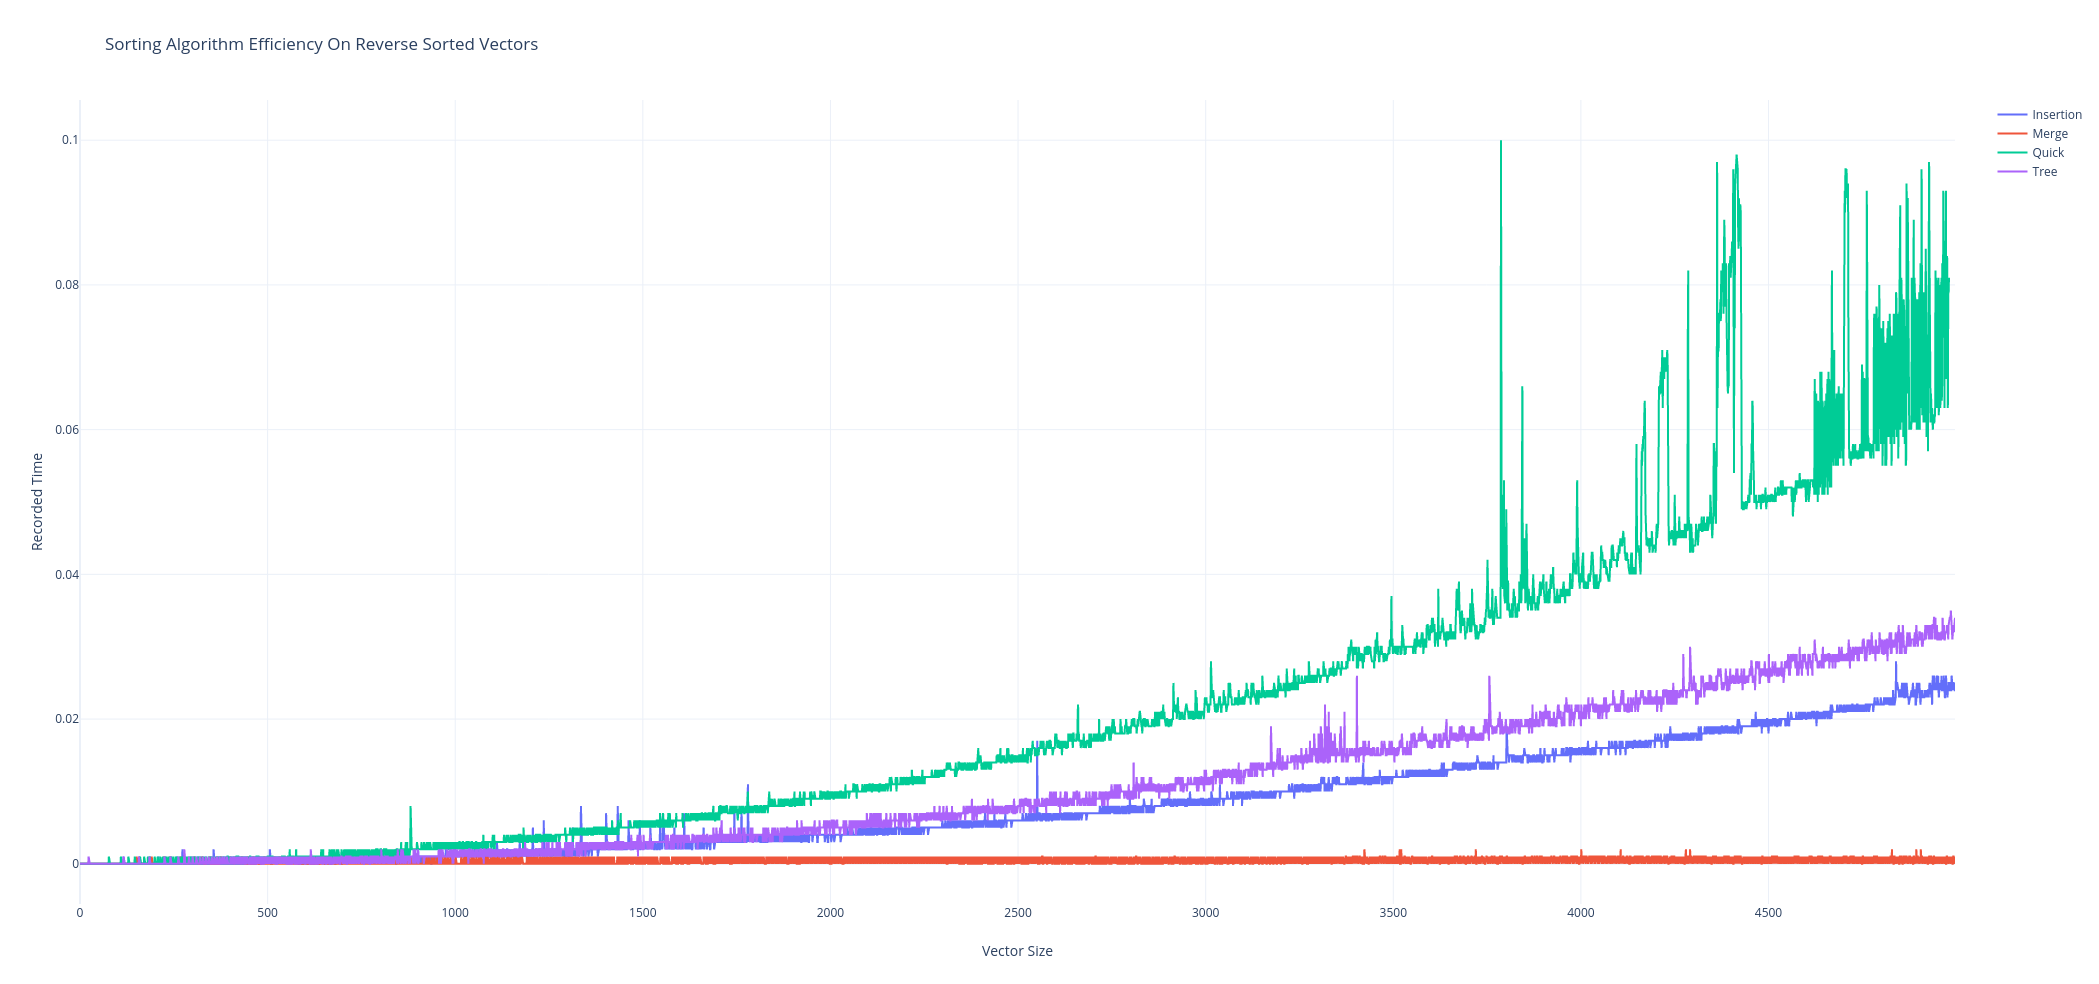 Sorting Algorithm Efficiency On Reverse Sorted Vectors
Insertion
Merge
Quick
Tree
Recorded Time
0.1
0.08
0.06
0.04
0.02
0
0 500 1000 1500 2000 2500 3000 3500 4000 4500
Vector Size